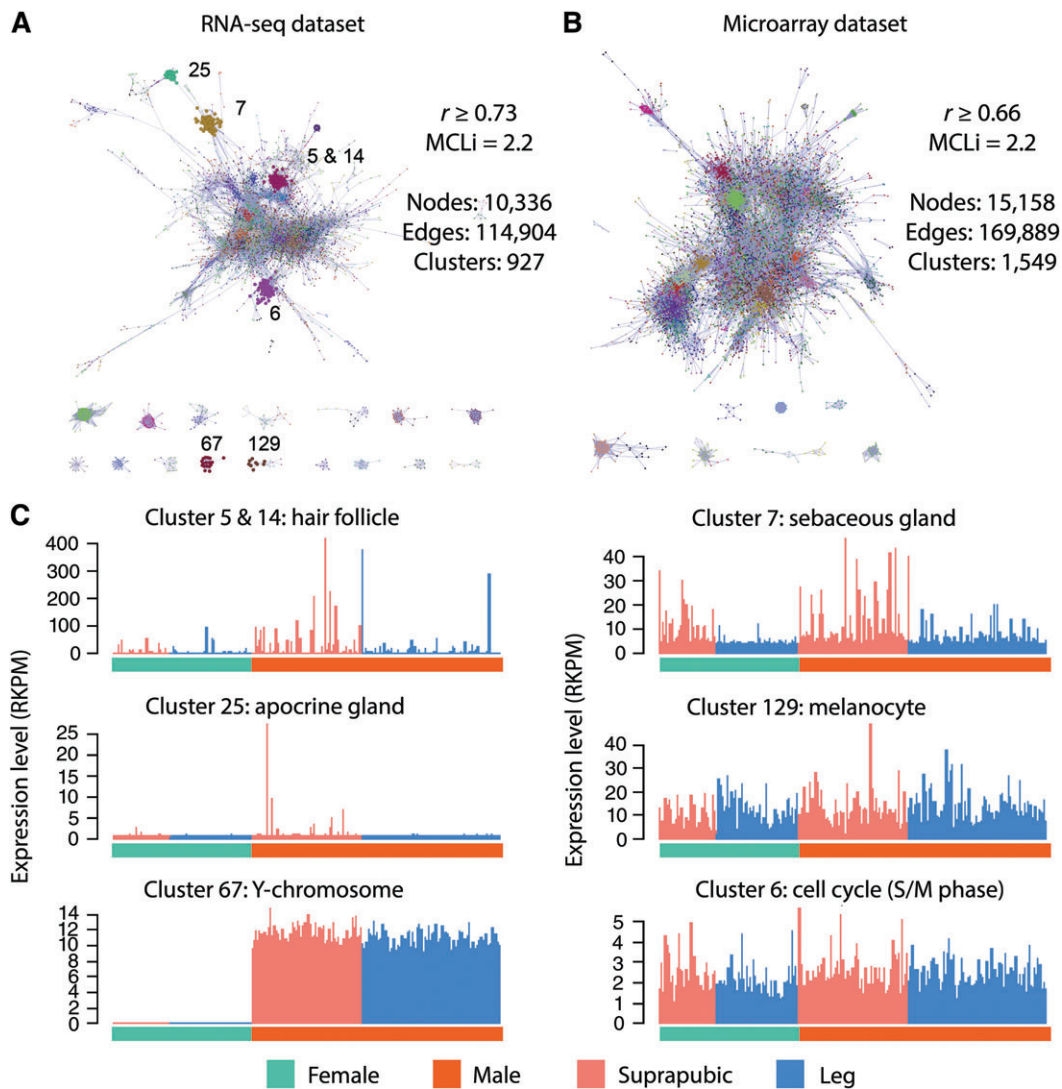 A
RNA-seq dataset
25
7
5 & 14
6
67
129
r ≥ 0.73
MCLi = 2.2
Nodes: 10,336
Edges: 114,904
Clusters: 927
B
Microarray dataset
r ≥ 0.66
MCLi = 2.2
Nodes: 15,158
Edges: 169,889
Clusters: 1,549
C
Expression level (RKPM)
Cluster 5 & 14: hair follicle
400
300
200
100
0
Cluster 25: apocrine gland
25
20
15
10
5
0
Cluster 67: Y-chromosome
14
12
10
8
6
4
2
0
Expression level (RKPM)
Cluster 7: sebaceous gland
40
30
20
10
0
Cluster 129: melanocyte
40
30
20
10
0
Cluster 6: cell cycle (S/M phase)
5
4
3
2
1
0
Female
Male
Suprapubic
Leg